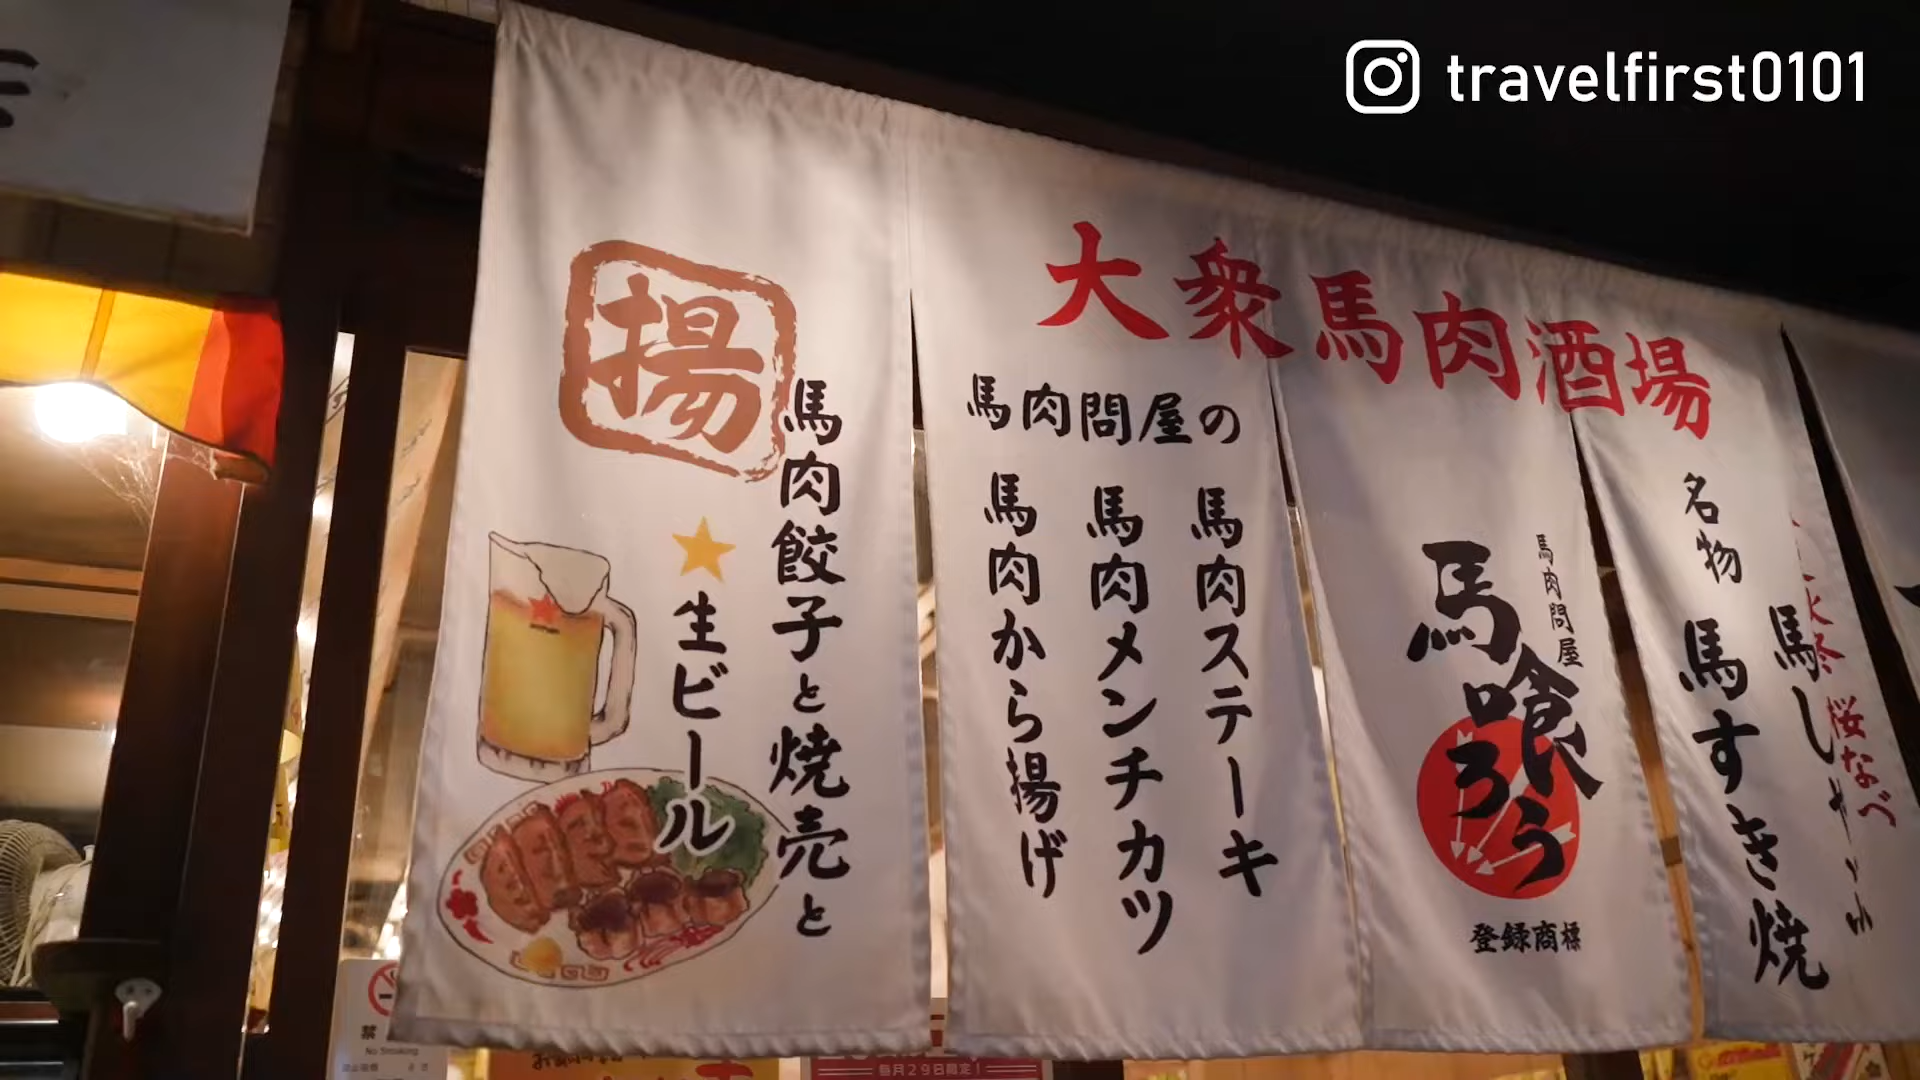 travelfirst0101
揚
馬肉餃子と焼売と
★生ビール
大衆馬肉酒場
馬肉問屋の
馬肉ステーキ
馬肉メンチカツ
馬肉から揚げ
馬肉問屋
馬喰ろう
登録商標
桜なべ
馬しゃぶ
名物
馬すき焼
禁
No Smoking
毎月29日限定！